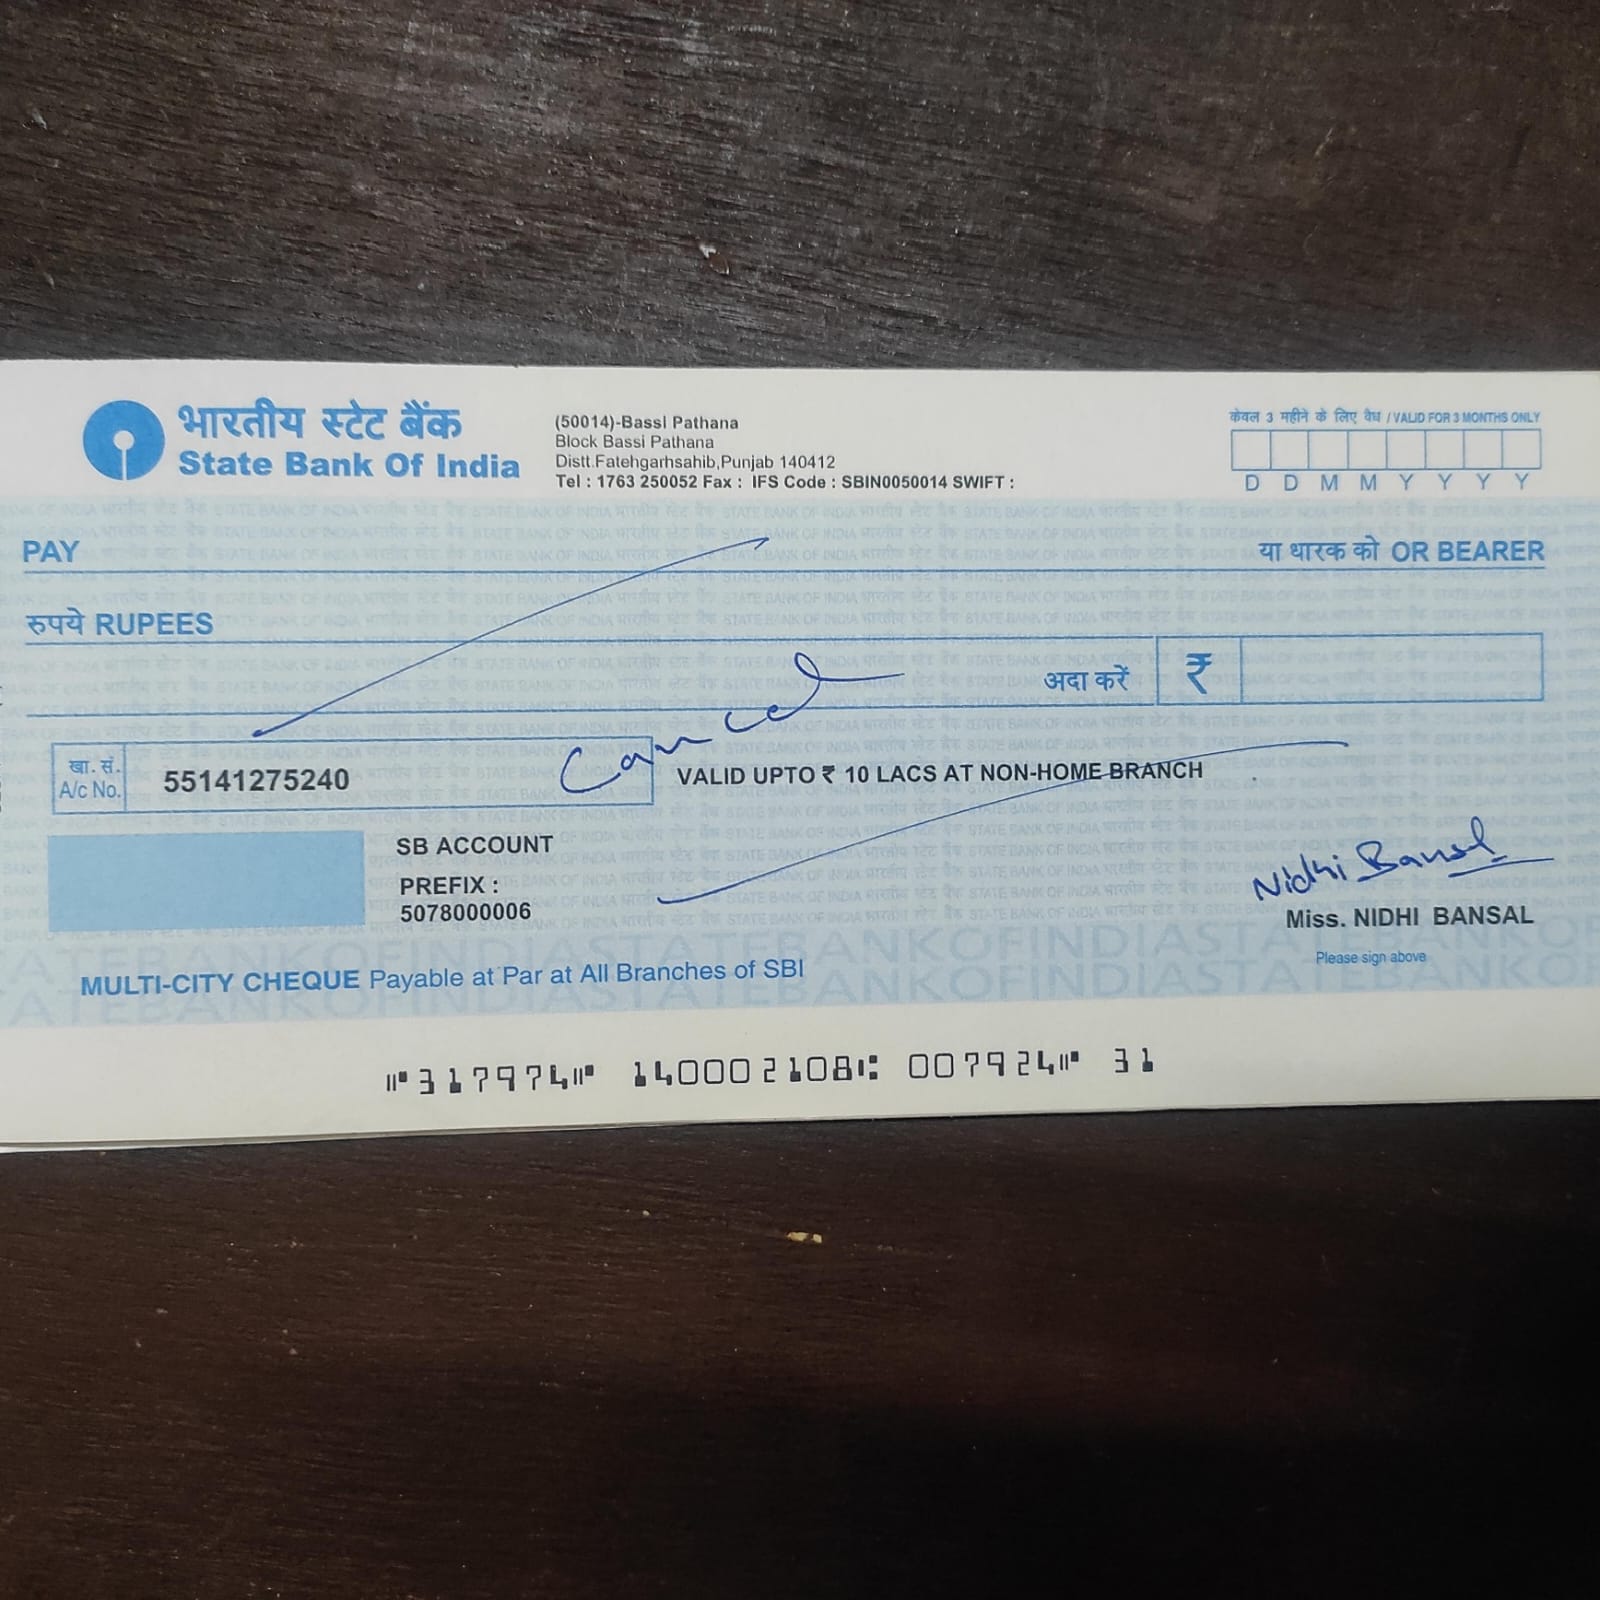 भारतीय स्टेट बैंक
State Bank Of India
(50014)-Bassi Pathana
Block Bassi Pathana
Distt.Fatehgarhsahib,Punjab 140412
Tel : 1763 250052 Fax : IFS Code : SBIN0050014 SWIFT :
केवल 3 महीने के लिए वैध / VALID FOR 3 MONTHS ONLY
D D M M Y Y Y Y
PAY
या धारक को OR BEARER
रुपये RUPEES
अदा करें ₹
Cancel
खा. सं.
A/c No.
55141275240
VALID UPTO ₹ 10 LACS AT NON-HOME BRANCH
SB ACCOUNT
PREFIX :
5078000006
Nidhi Bansal
Miss. NIDHI BANSAL
Please sign above
MULTI-CITY CHEQUE Payable at Par at All Branches of SBI
⑈317974⑈ 140002108⑆ 007924⑈ 31